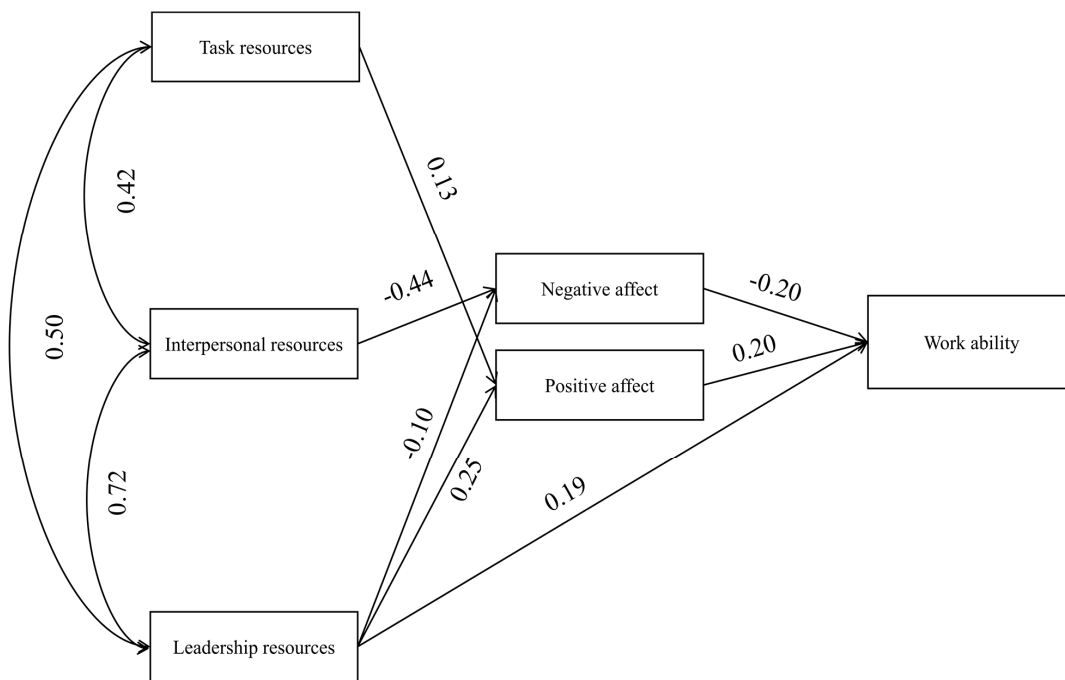 Task resources
0.42
0.13
0.50
Interpersonal resources
-0.44
Negative affect
-0.20
Work ability
Positive affect
0.20
-0.10
0.25
0.72
0.19
Leadership resources